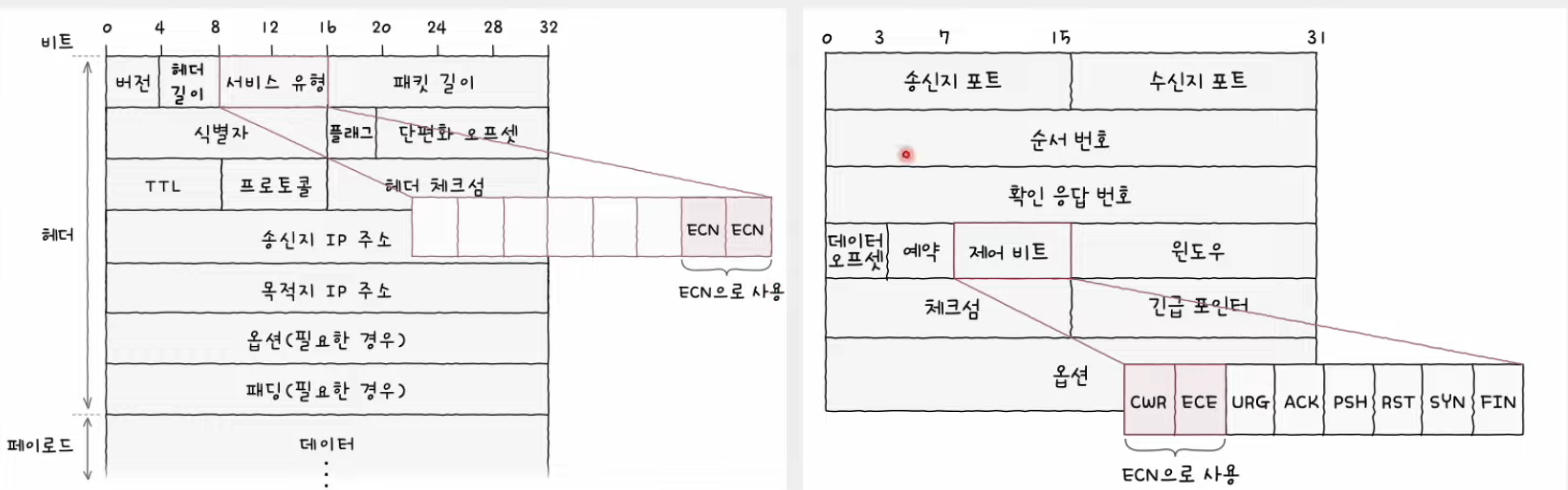 0 4 8 12 16 20 24 28 32
비트
버전 헤더 길이 서비스 유형 패킷 길이
식별자 플래그 단편화 오프셋
TTL 프로토콜 헤더 체크섬
송신지 IP 주소
ECN ECN
ECN으로 사용
목적지 IP 주소
옵션(필요한 경우)
패딩(필요한 경우)
헤더
페이로드
데이터
0 3 7 15 31
송신지 포트 수신지 포트
순서 번호
확인 응답 번호
데이터 오프셋 예약 제어 비트 윈도우
체크섬 긴급 포인터
옵션
CWR ECE URG ACK PSH RST SYN FIN
ECN으로 사용